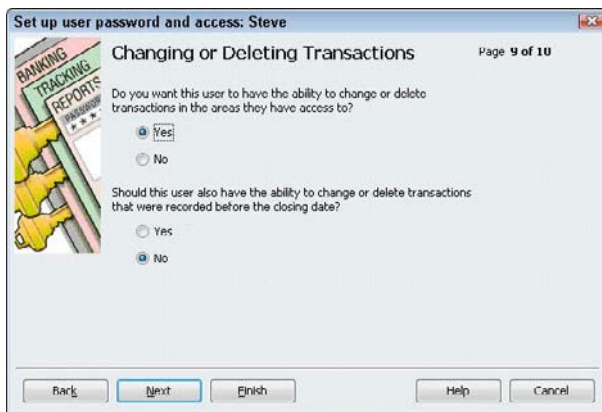 Set up user password and access: Steve
BANKING
TRACKING
REPORTS
PASSWORD
* * * *
Changing or Deleting Transactions
Page 9 of 10
Do you want this user to have the ability to change or delete
transactions in the areas they have access to?
Yes
No
Should this user also have the ability to change or delete transactions
that were recorded before the closing date?
Yes
No
Back
Next
Finish
Help
Cancel